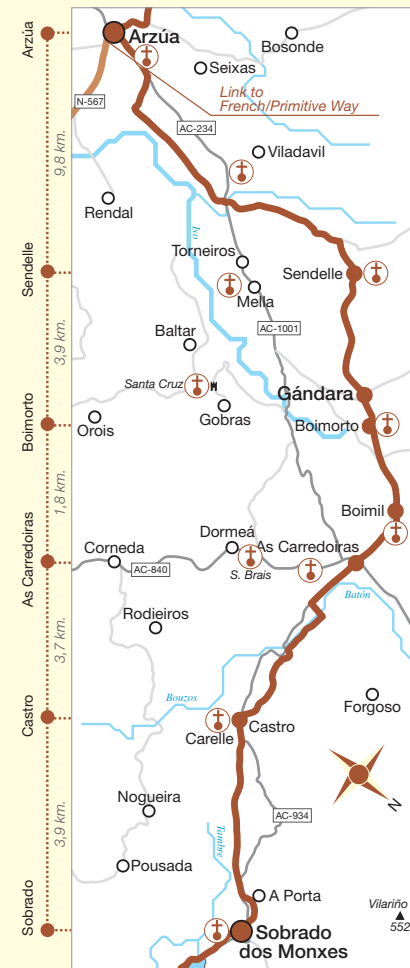 Arzúa
9,8 km.
Sendelle
3,9 km.
Boimorto
1,8 km.
As Carredoiras
3,7 km.
Castro
3,9 km.
Sobrado
Arzúa
Bosonde
Seixas
Link to
French/Primitive Way
N-567
AC-234
Viladavil
Rendal
Iso
Torneiros
Sendelle
Mella
AC-1001
Baltar
Santa Cruz
Gándara
Gobras
Orois
Boimorto
Boimil
Dormeá
As Carredoiras
Corneda
AC-840
S. Brais
Batón
Rodieiros
Bouzos
Forgoso
Castro
Carelle
N
Nogueira
AC-934
Tambre
Pousada
A Porta
Vilariño
552
Sobrado
dos Monxes